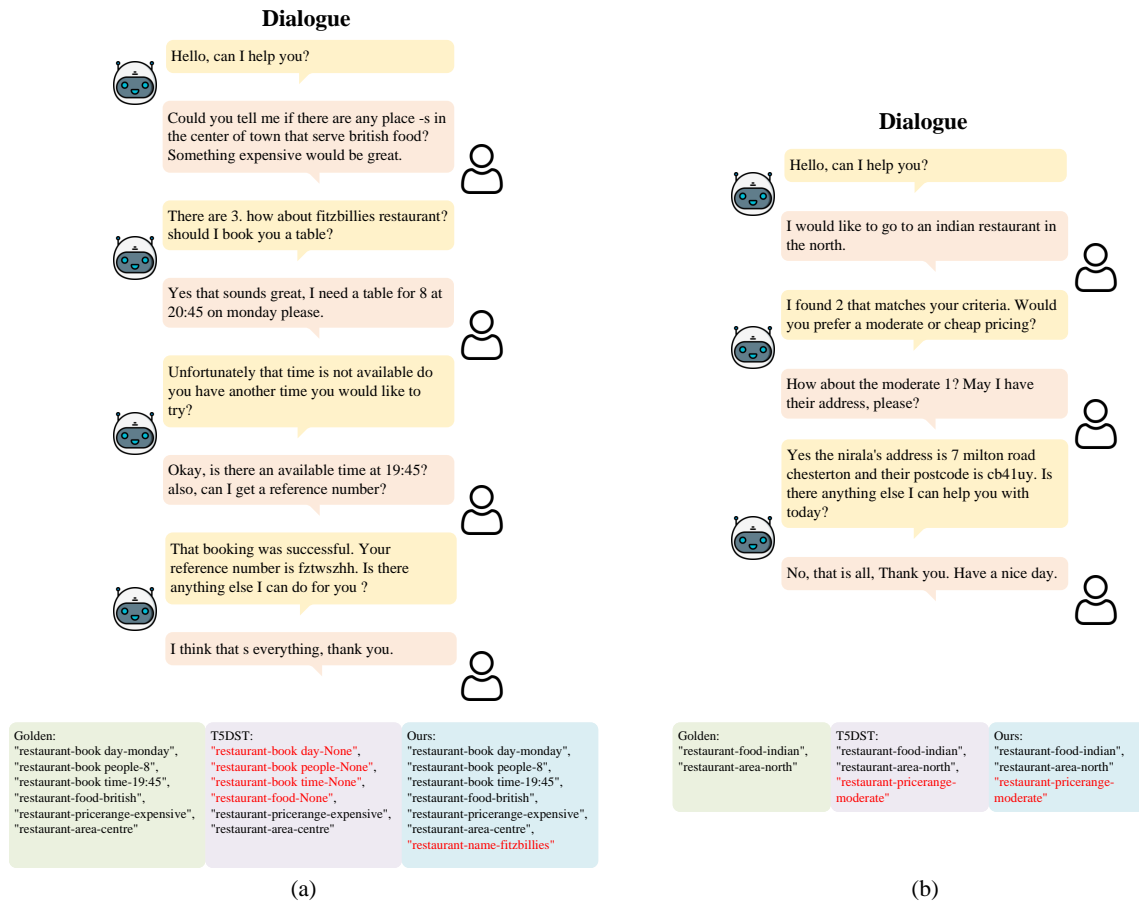 Dialogue
Hello, can I help you?
Could you tell me if there are any place -s in
the center of town that serve british food?
Something expensive would be great.
There are 3. how about fitzbillies restaurant?
should I book you a table?
Yes that sounds great, I need a table for 8 at
20:45 on monday please.
Unfortunately that time is not available do
you have another time you would like to
try?
Okay, is there an available time at 19:45?
also, can I get a reference number?
That booking was successful. Your
reference number is fztwszhh. Is there
anything else I can do for you ?
I think that s everything, thank you.
Golden:
"restaurant-book day-monday",
"restaurant-book people-8",
"restaurant-book time-19:45",
"restaurant-food-british",
"restaurant-pricerange-expensive",
"restaurant-area-centre"
T5DST:
"restaurant-book day-None",
"restaurant-book people-None",
"restaurant-book time-None",
"restaurant-food-None",
"restaurant-pricerange-expensive",
"restaurant-area-centre"
Ours:
"restaurant-book day-monday",
"restaurant-book people-8",
"restaurant-book time-19:45",
"restaurant-food-british",
"restaurant-pricerange-expensive",
"restaurant-area-centre",
"restaurant-name-fitzbillies"
(a)
Dialogue
Hello, can I help you?
I would like to go to an indian restaurant in
the north.
I found 2 that matches your criteria. Would
you prefer a moderate or cheap pricing?
How about the moderate 1? May I have
their address, please?
Yes the nirala's address is 7 milton road
chesterton and their postcode is cb41uy. Is
there anything else I can help you with
today?
No, that is all, Thank you. Have a nice day.
Golden:
"restaurant-food-indian",
"restaurant-area-north"
T5DST:
"restaurant-food-indian",
"restaurant-area-north",
"restaurant-pricerange-
moderate"
Ours:
"restaurant-food-indian",
"restaurant-area-north"
"restaurant-pricerange-
moderate"
(b)